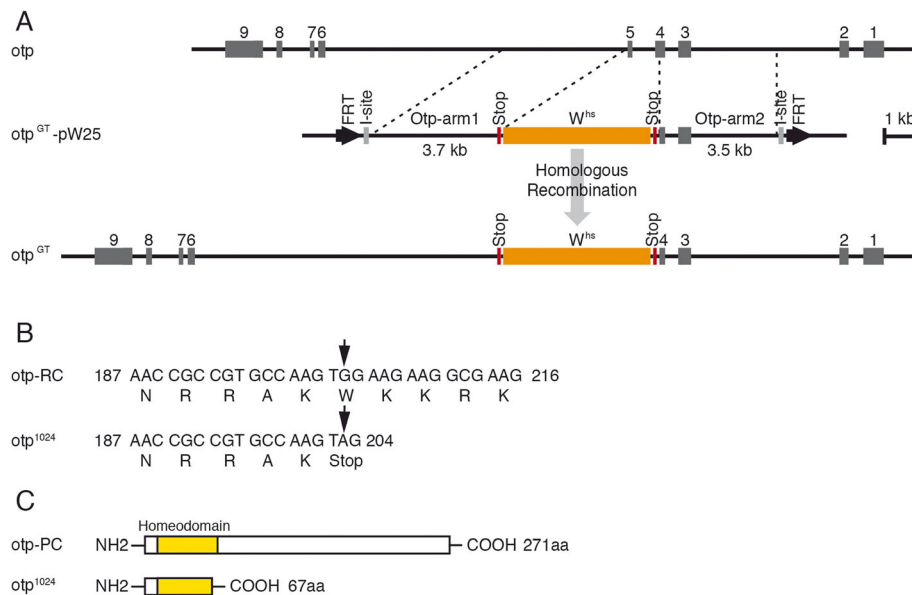 A
otp 9 8 7 6 5 4 3 2 1
otp GT -pW25 FRT I-site Otp-arm1 Stop W hs Stop Otp-arm2 I-site FRT 1 kb
3.7 kb 3.5 kb
Homologous
Recombination
otp GT 9 8 7 6 Stop W hs Stop 4 3 2 1
B
otp-RC 187 AAC CGC CGT GCC AAG TGG AAG AAG GCG AAG 216
N R R A K W K K R K
otp1024 187 AAC CGC CGT GCC AAG TAG 204
N R R A K Stop
C
Homeodomain
otp-PC NH2 COOH 271aa
otp1024 NH2 COOH 67aa